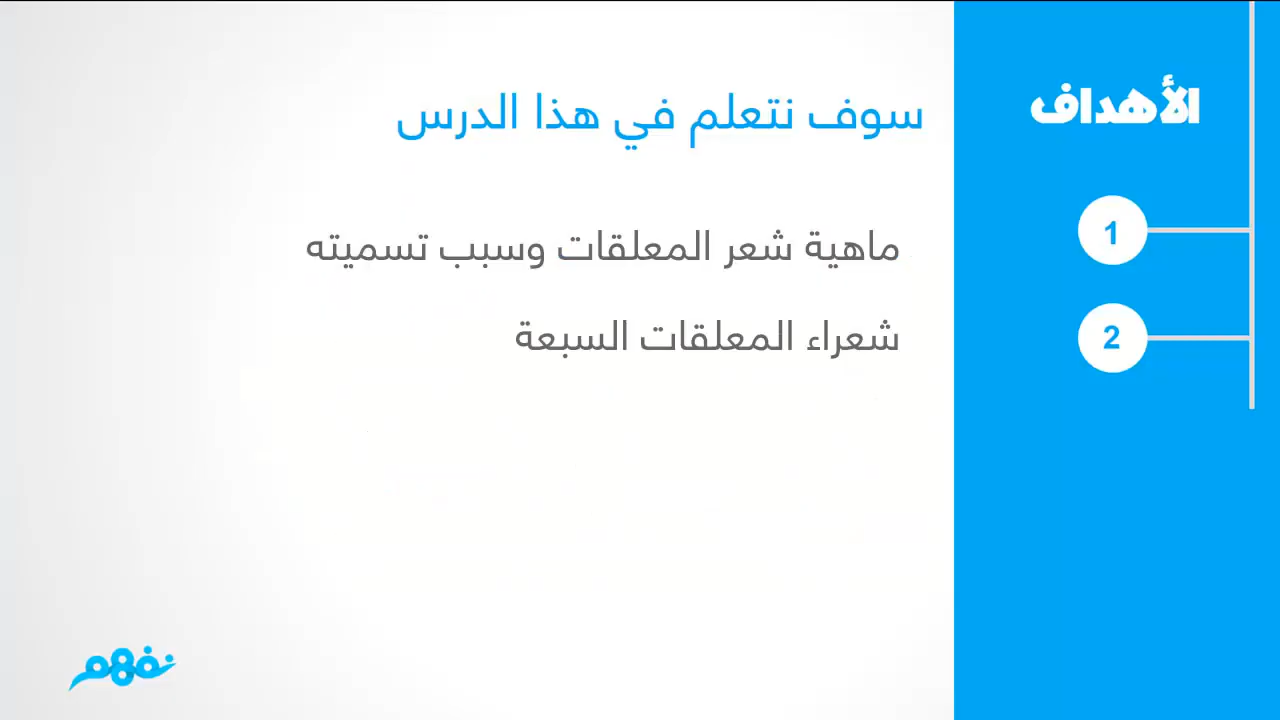 الأهداف
سوف نتعلم في هذا الدرس
1
ماهية شعر المعلقات وسبب تسميته
2
شعراء المعلقات السبعة
نفهم